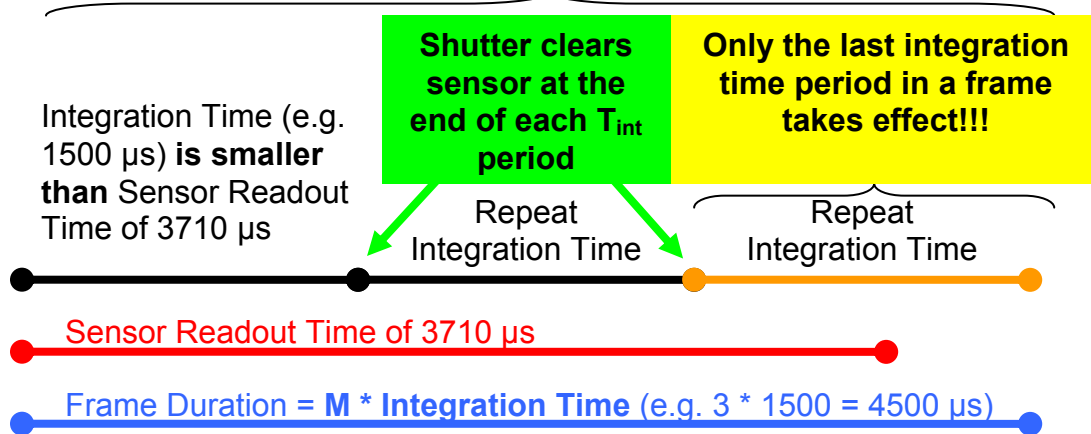 Shutter clears
sensor at the
end of each Tint
period
Only the last integration
time period in a frame
takes effect!!!
Integration Time (e.g.
1500 µs) is smaller
than Sensor Readout
Time of 3710 µs
Repeat
Integration Time
Repeat
Integration Time
Sensor Readout Time of 3710 µs
Frame Duration = M * Integration Time (e.g. 3 * 1500 = 4500 µs)